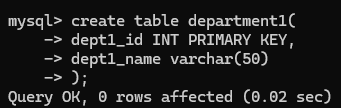 mysql> create table department1(
    -> dept1_id INT PRIMARY KEY,
    -> dept1_name varchar(50)
    -> );
Query OK, 0 rows affected (0.02 sec)